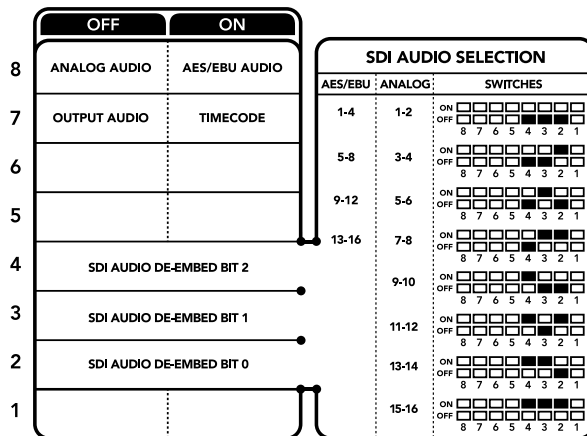 OFF ON
8 ANALOG AUDIO AES/EBU AUDIO
7 OUTPUT AUDIO TIMECODE
6
5
4 SDI AUDIO DE-EMBED BIT 2
3 SDI AUDIO DE-EMBED BIT 1
2 SDI AUDIO DE-EMBED BIT 0
1
SDI AUDIO SELECTION
AES/EBU ANALOG SWITCHES
1-4 1-2 ON
OFF
8 7 6 5 4 3 2 1
5-8 3-4 ON
OFF
8 7 6 5 4 3 2 1
9-12 5-6 ON
OFF
8 7 6 5 4 3 2 1
13-16 7-8 ON
OFF
8 7 6 5 4 3 2 1
9-10 ON
OFF
8 7 6 5 4 3 2 1
11-12 ON
OFF
8 7 6 5 4 3 2 1
13-14 ON
OFF
8 7 6 5 4 3 2 1
15-16 ON
OFF
8 7 6 5 4 3 2 1